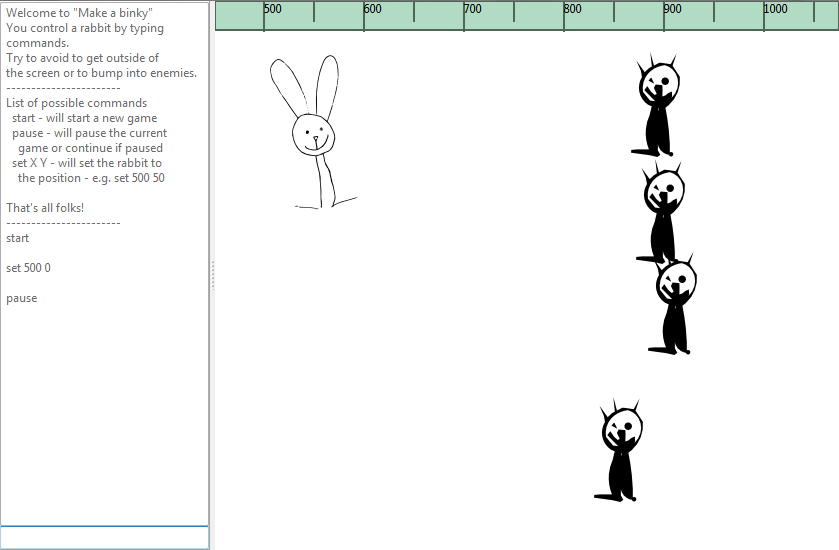 Welcome to "Make a binky"
You control a rabbit by typing
commands.
Try to avoid to get outside of
the screen or to bump into enemies.
-----------------------
List of possible commands
start - will start a new game
pause - will pause the current
game or continue if paused
set X Y - will set the rabbit to
the position - e.g. set 500 50
That's all folks!
-----------------------
start
set 500 0
pause
500 600 700 800 900 1000